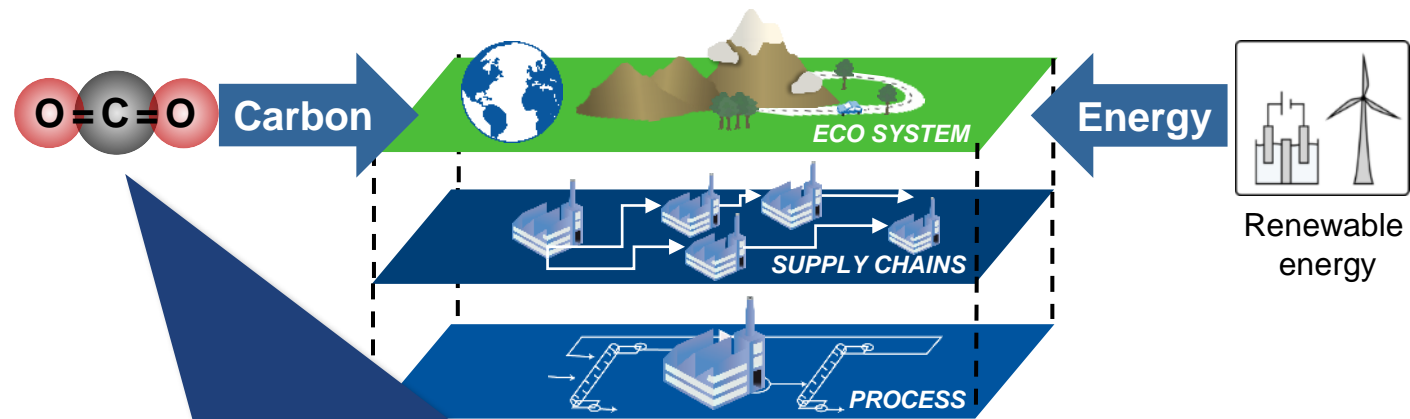 O=C=O
Carbon
ECO SYSTEM
Energy
SUPPLY CHAINS
Renewable
energy
PROCESS